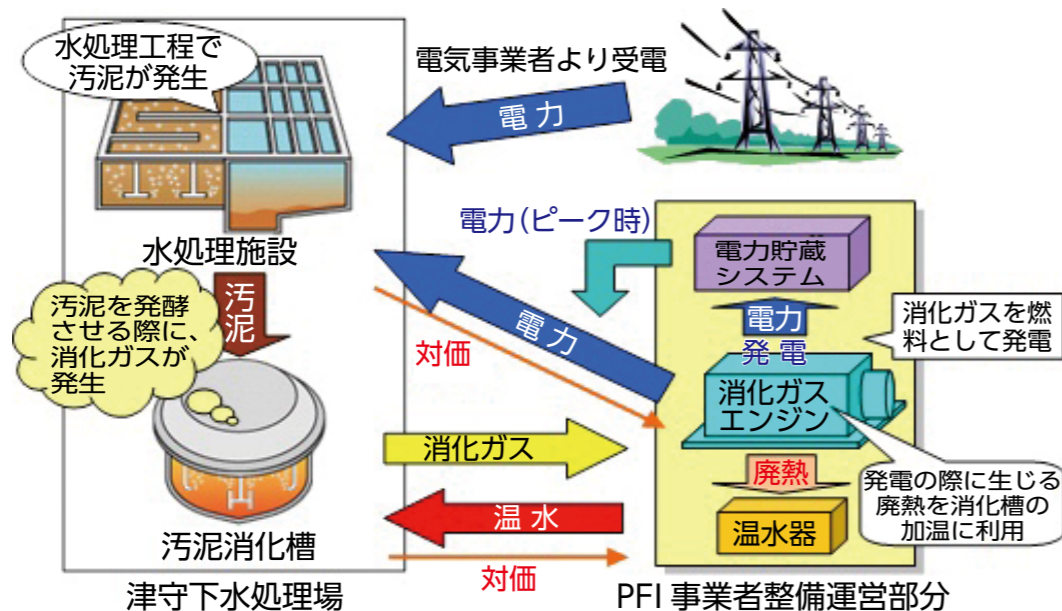 水処理工程で
汚泥が発生
電気事業者より受電
電力
水処理施設
汚泥
汚泥を発酵
させる際に、
消化ガスが
発生
汚泥消化槽
津守下水処理場
電力(ピーク時)
電力
対価
消化ガス
温水
対価
電力貯蔵
システム
電力
発電
消化ガスを燃
料として発電
消化ガス
エンジン
廃熱
発電の際に生じる
廃熱を消化槽の
加温に利用
温水器
PFI 事業者整備運営部分